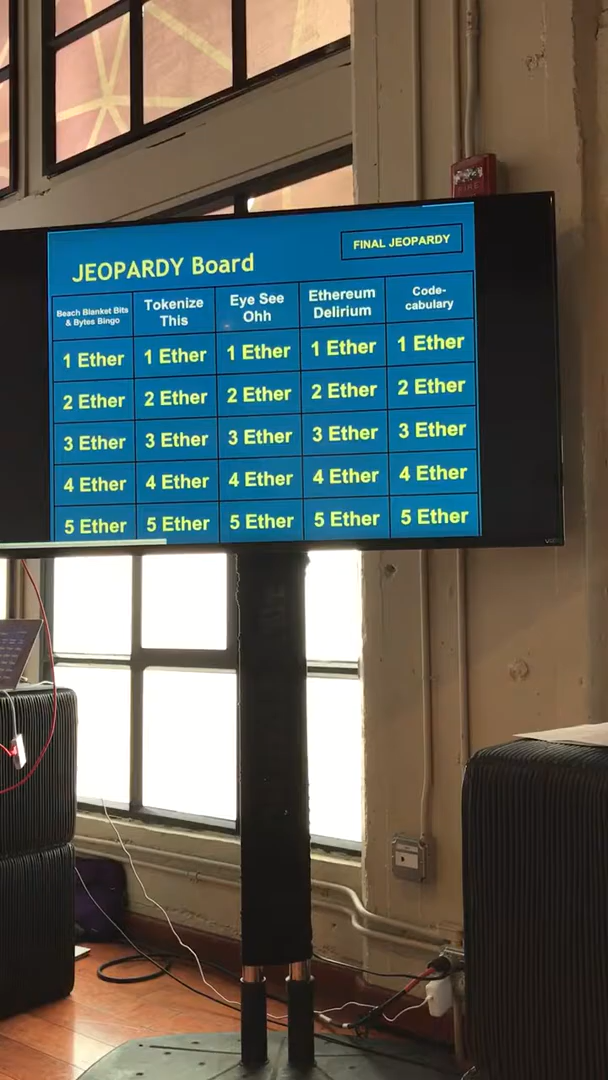 FINAL JEOPARDY
JEOPARDY Board
Beach Blanket Bits
& Bytes Bingo
Tokenize
This
Eye See
Ohh
Ethereum
Delirium
Code-
cabulary
1 Ether 1 Ether 1 Ether 1 Ether 1 Ether
2 Ether 2 Ether 2 Ether 2 Ether 2 Ether
3 Ether 3 Ether 3 Ether 3 Ether 3 Ether
4 Ether 4 Ether 4 Ether 4 Ether 4 Ether
5 Ether 5 Ether 5 Ether 5 Ether 5 Ether